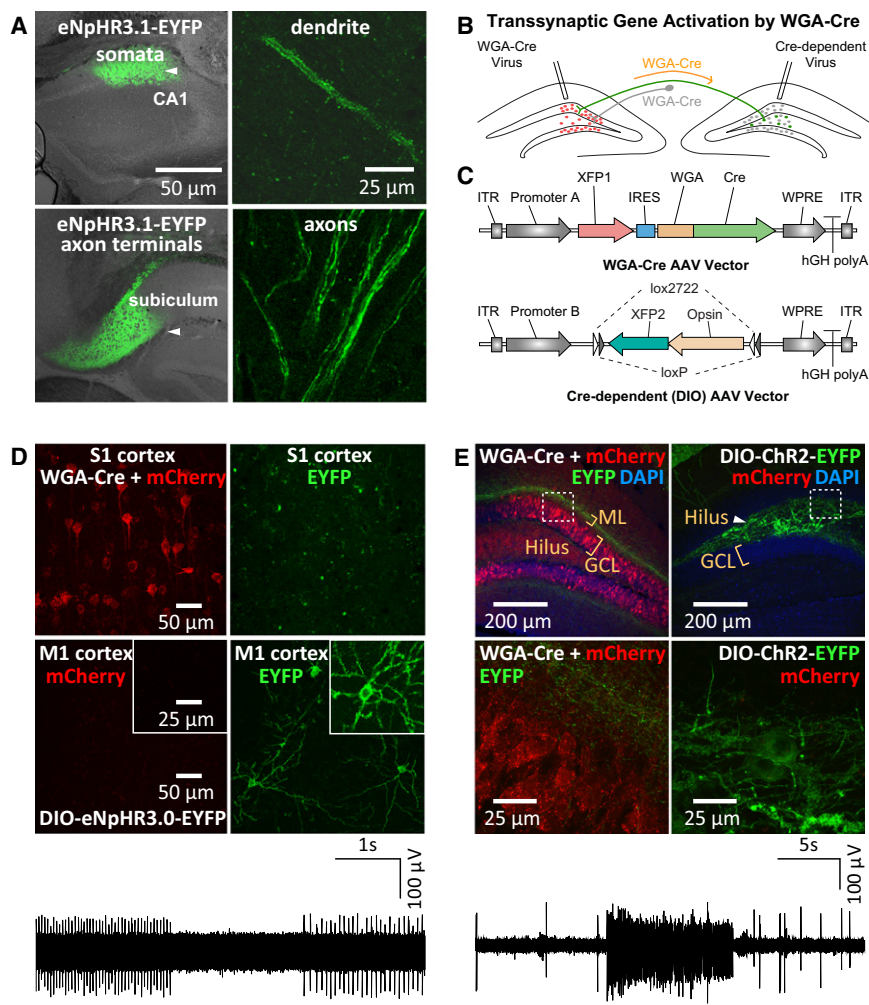 A
eNpHR3.1-EYFP
somata
CA1
50 μm
dendrite
25 μm
eNpHR3.1-EYFP
axon terminals
subiculum
axons
B
Transsynaptic Gene Activation by WGA-Cre
WGA-Cre
Virus
Cre-dependent
Virus
WGA-Cre
WGA-Cre
C
ITR
Promoter A
XFP1
IRES
WGA
Cre
WPRE
ITR
hGH polyA
WGA-Cre AAV Vector
lox2722
ITR
Promoter B
XFP2
Opsin
WPRE
ITR
loxP
hGH polyA
Cre-dependent (DIO) AAV Vector
D
S1 cortex
WGA-Cre + mCherry
50 μm
S1 cortex
EYFP
M1 cortex
mCherry
25 μm
50 μm
DIO-eNpHR3.0-EYFP
M1 cortex
EYFP
1s
100 μV
E
WGA-Cre + mCherry
EYFP DAPI
ML
Hilus
GCL
200 μm
DIO-ChR2-EYFP
mCherry DAPI
Hilus
GCL
200 μm
WGA-Cre + mCherry
EYFP
25 μm
DIO-ChR2-EYFP
mCherry
25 μm
5s
100 μV